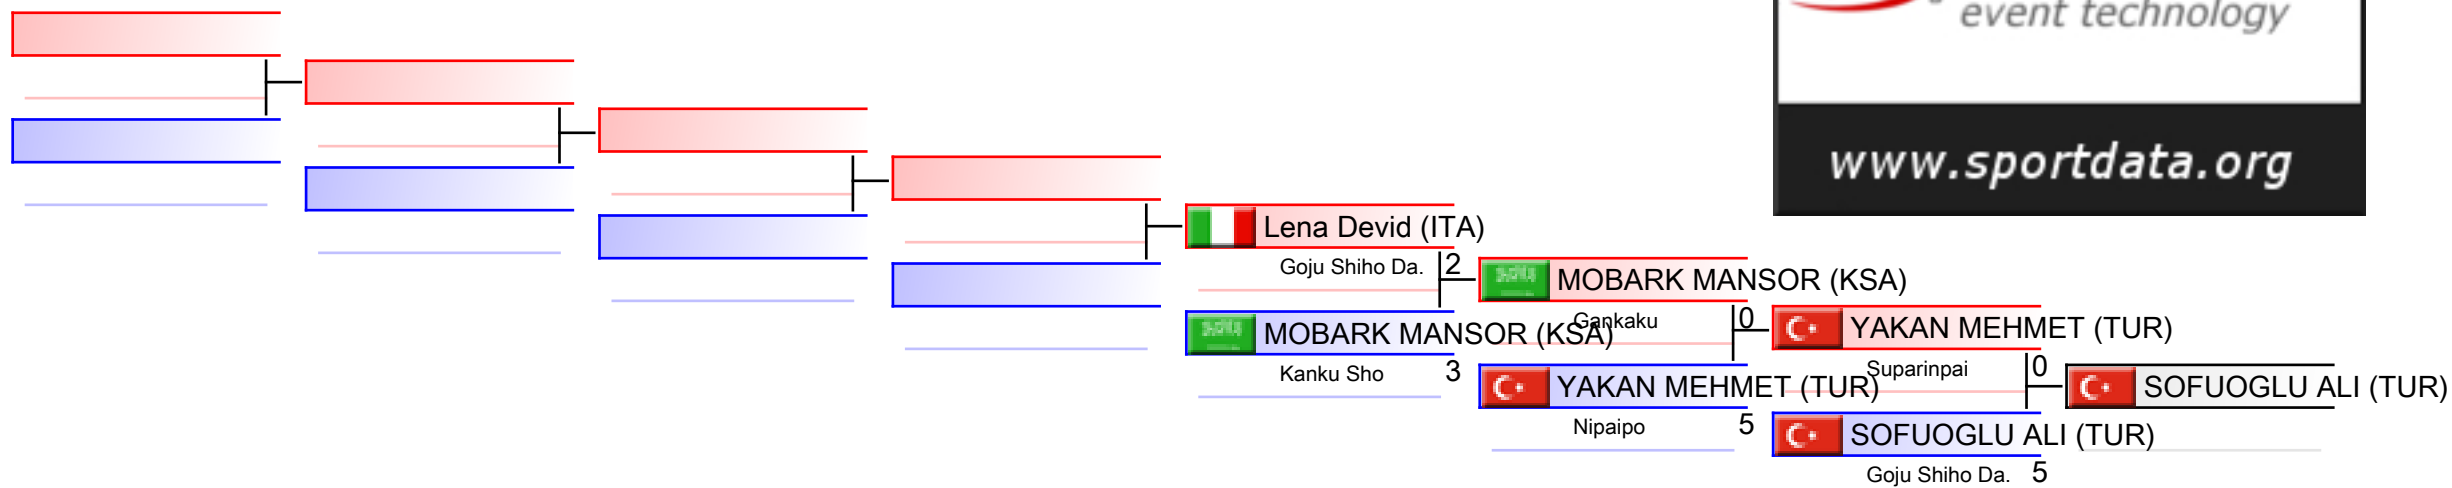 event technology
www.sportdata.org
Lena Devid (ITA)
Goju Shiho Da. 2
MOBARK MANSOR (KSA)
Kanku Sho 3
MOBARK MANSOR (KSA)
Gankaku 0
YAKAN MEHMET (TUR)
Nipaipo 5
YAKAN MEHMET (TUR)
Suparinpai 0
SOFUOGLU ALI (TUR)
Goju Shiho Da. 5
SOFUOGLU ALI (TUR)